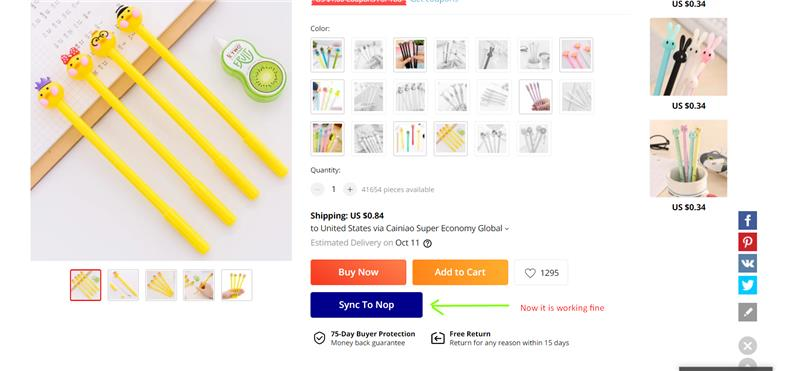 Color:
Quantity:
1
41654 pieces available
Shipping: US $0.84
to United States via Cainiao Super Economy Global
Estimated Delivery on Oct 11
Buy Now
Add to Cart
1295
Sync To Nop
Now it is working fine
75-Day Buyer Protection
Money back guarantee
Free Return
Return for any reason within 15 days
US $0.34
US $0.34
US $0.34